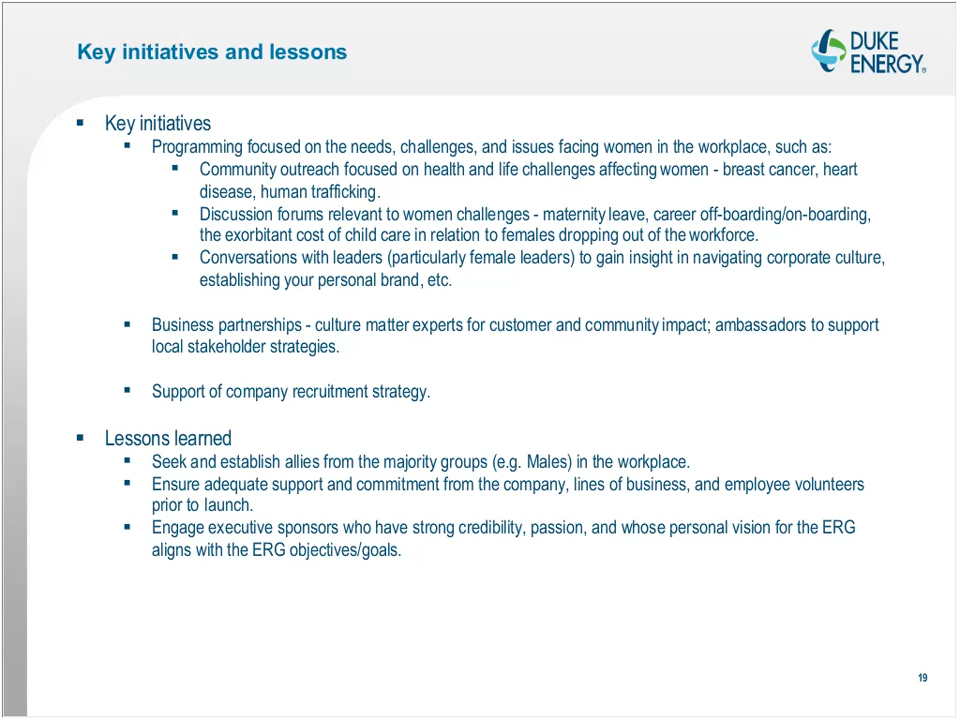 Key initiatives and lessons
DUKE
ENERGY®
▪ Key initiatives
▪ Programming focused on the needs, challenges, and issues facing women in the workplace, such as:
▪ Community outreach focused on health and life challenges affecting women - breast cancer, heart
disease, human trafficking.
▪ Discussion forums relevant to women challenges - maternity leave, career off-boarding/on-boarding,
the exorbitant cost of child care in relation to females dropping out of the workforce.
▪ Conversations with leaders (particularly female leaders) to gain insight in navigating corporate culture,
establishing your personal brand, etc.
▪ Business partnerships - culture matter experts for customer and community impact; ambassadors to support
local stakeholder strategies.
▪ Support of company recruitment strategy.
▪ Lessons learned
▪ Seek and establish allies from the majority groups (e.g. Males) in the workplace.
▪ Ensure adequate support and commitment from the company, lines of business, and employee volunteers
prior to launch.
▪ Engage executive sponsors who have strong credibility, passion, and whose personal vision for the ERG
aligns with the ERG objectives/goals.
19